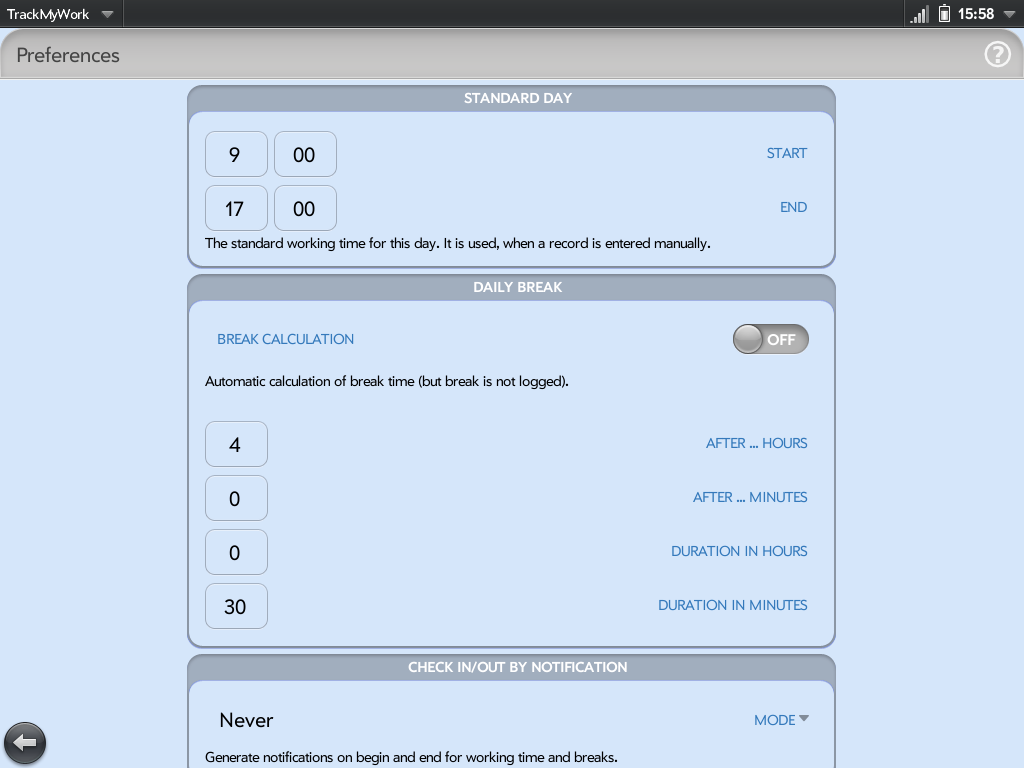 TrackMyWork
15:58
Preferences
?
STANDARD DAY
9 00 START
17 00 END
The standard working time for this day. It is used, when a record is entered manually.
DAILY BREAK
BREAK CALCULATION OFF
Automatic calculation of break time (but break is not logged).
4 AFTER ... HOURS
0 AFTER ... MINUTES
0 DURATION IN HOURS
30 DURATION IN MINUTES
CHECK IN/OUT BY NOTIFICATION
Never MODE
Generate notifications on begin and end for working time and breaks.